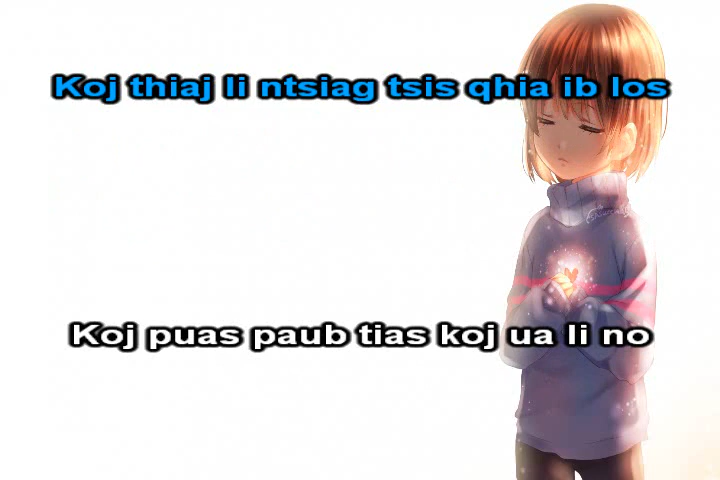 Koj thiaj li ntsiag tsis qhia ib los
Koj puas paub tias koj ua li no